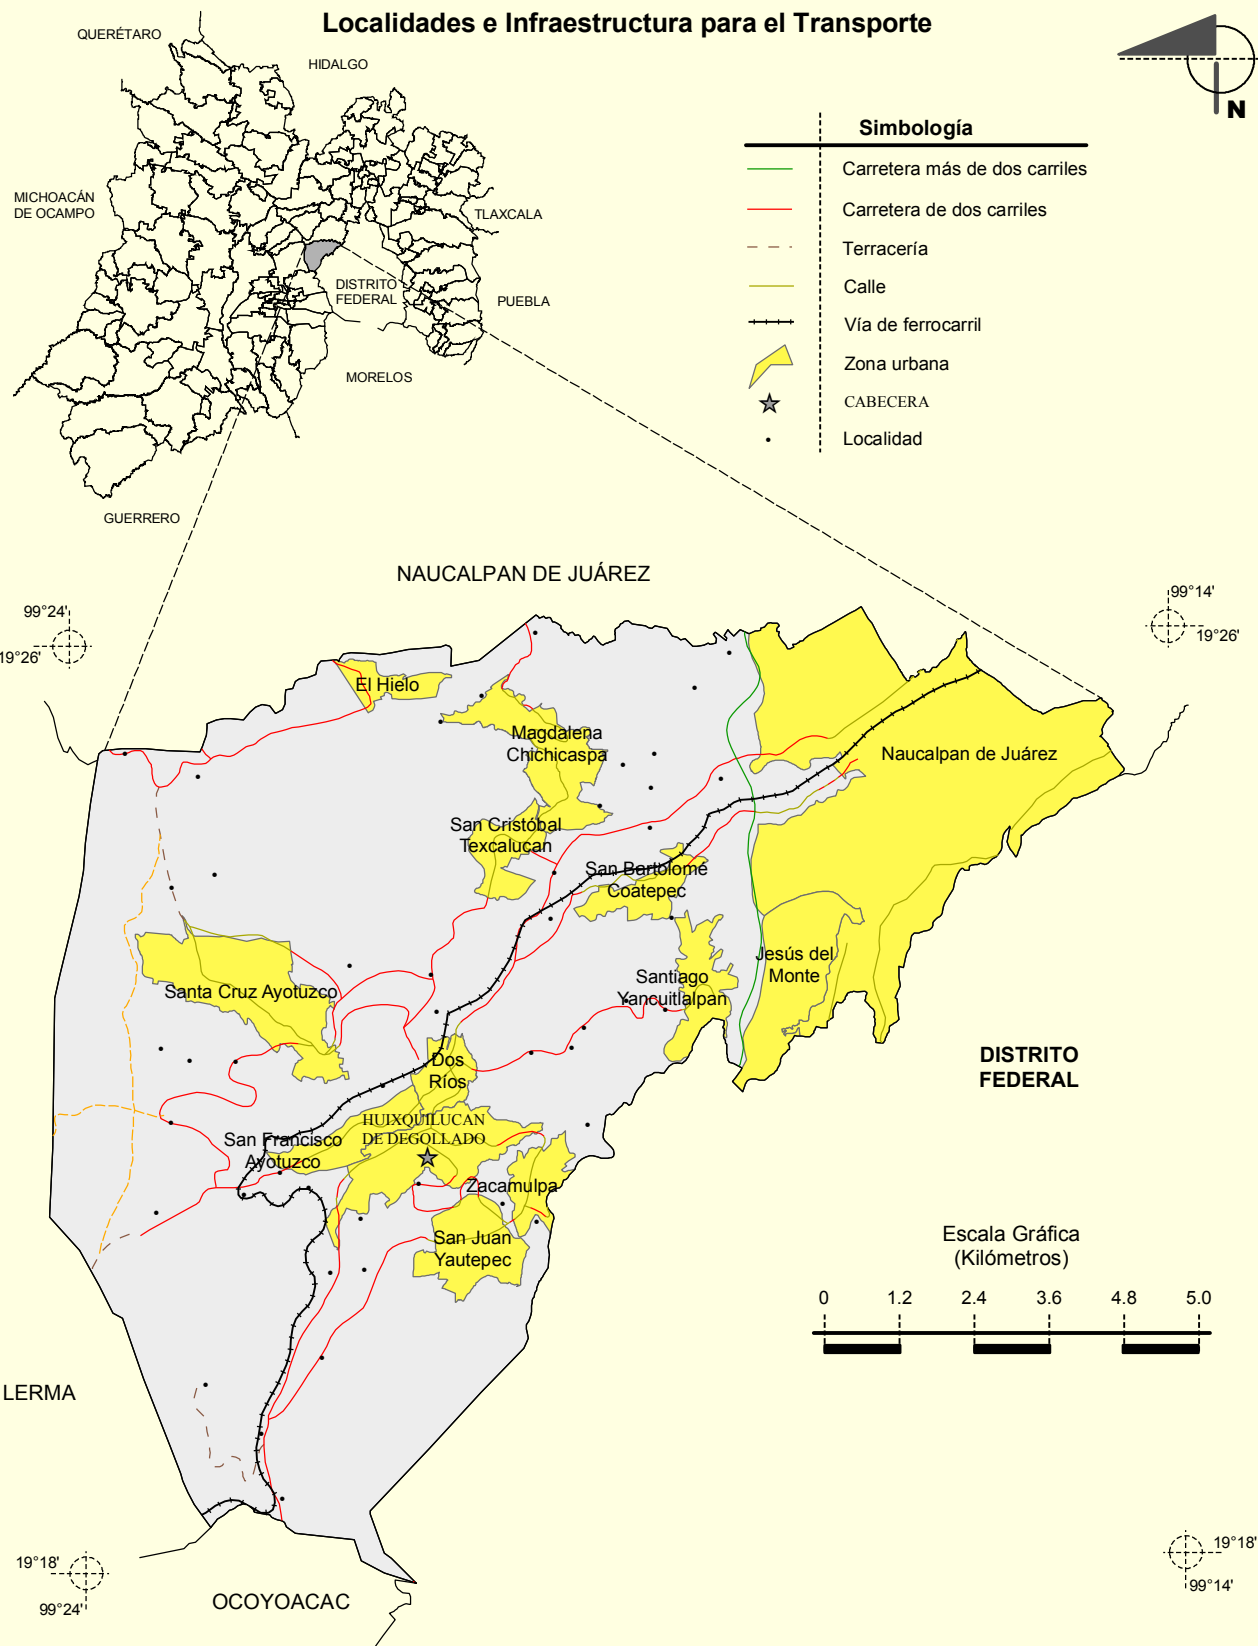 Localidades e Infraestructura para el Transporte
QUERÉTARO
HIDALGO
MICHOACÁN
DE OCAMPO
TLAXCALA
DISTRITO
FEDERAL
PUEBLA
MORELOS
GUERRERO
N
Simbología
Carretera más de dos carriles
Carretera de dos carriles
Terracería
Calle
Vía de ferrocarril
Zona urbana
CABECERA
Localidad
NAUCALPAN DE JUÁREZ
99°24'
19°26'
99°14'
19°26'
El Hielo
Magdalena
Chichicaspa
Naucalpan de Juárez
San Cristóbal
Texcalucan
San Bartolomé
Coatepec
Jesús del
Monte
Santiago
Yancuitlalpan
Santa Cruz Ayotuzco
Dos
Ríos
DISTRITO
FEDERAL
HUIXQUILUCAN
DE DEGOLLADO
San Francisco
Ayotuzco
Zacamulpa
San Juan
Yautepec
Escala Gráfica
(Kilómetros)
0 1.2 2.4 3.6 4.8 5.0
LERMA
19°18'
99°24'
OCOYOACAC
19°18'
99°14'